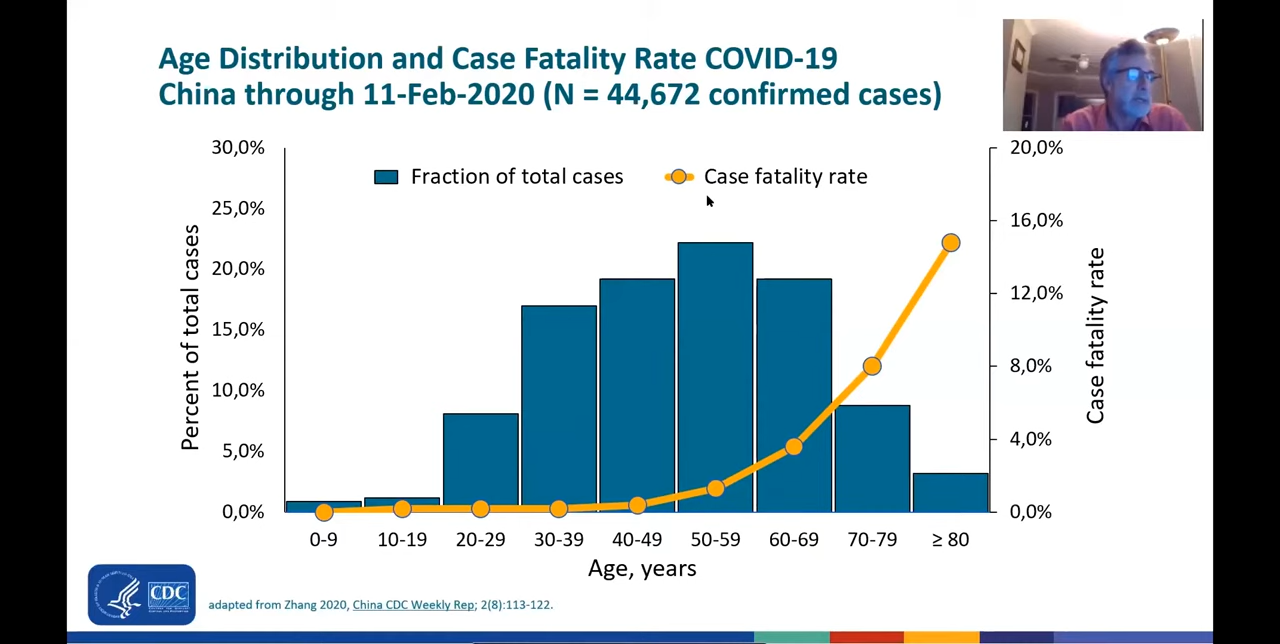 Age Distribution and Case Fatality Rate COVID-19
China through 11-Feb-2020 (N = 44,672 confirmed cases)
30,0%
25,0%
20,0%
15,0%
10,0%
5,0%
0,0%
Percent of total cases
Fraction of total cases
Case fatality rate
20,0%
16,0%
12,0%
8,0%
4,0%
0,0%
Case fatality rate
0-9 10-19 20-29 30-39 40-49 50-59 60-69 70-79 ≥ 80
Age, years
CDC
adapted from Zhang 2020, China CDC Weekly Rep; 2(8):113-122.